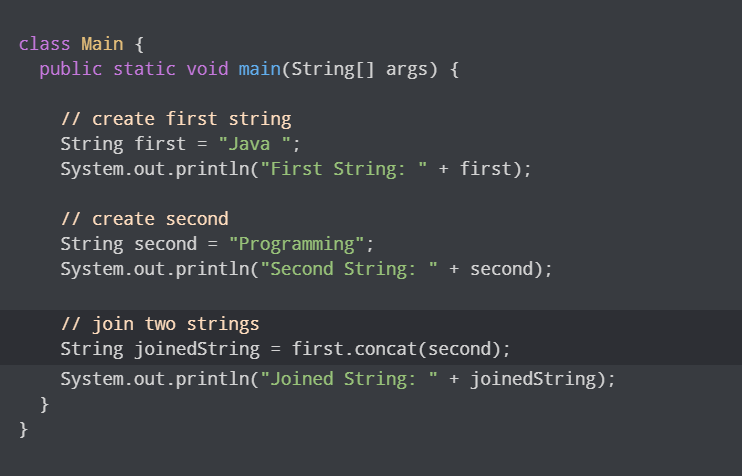 class Main {
  public static void main(String[] args) {

    // create first string
    String first = "Java ";
    System.out.println("First String: " + first);

    // create second
    String second = "Programming";
    System.out.println("Second String: " + second);

    // join two strings
    String joinedString = first.concat(second);
    System.out.println("Joined String: " + joinedString);
  }
}